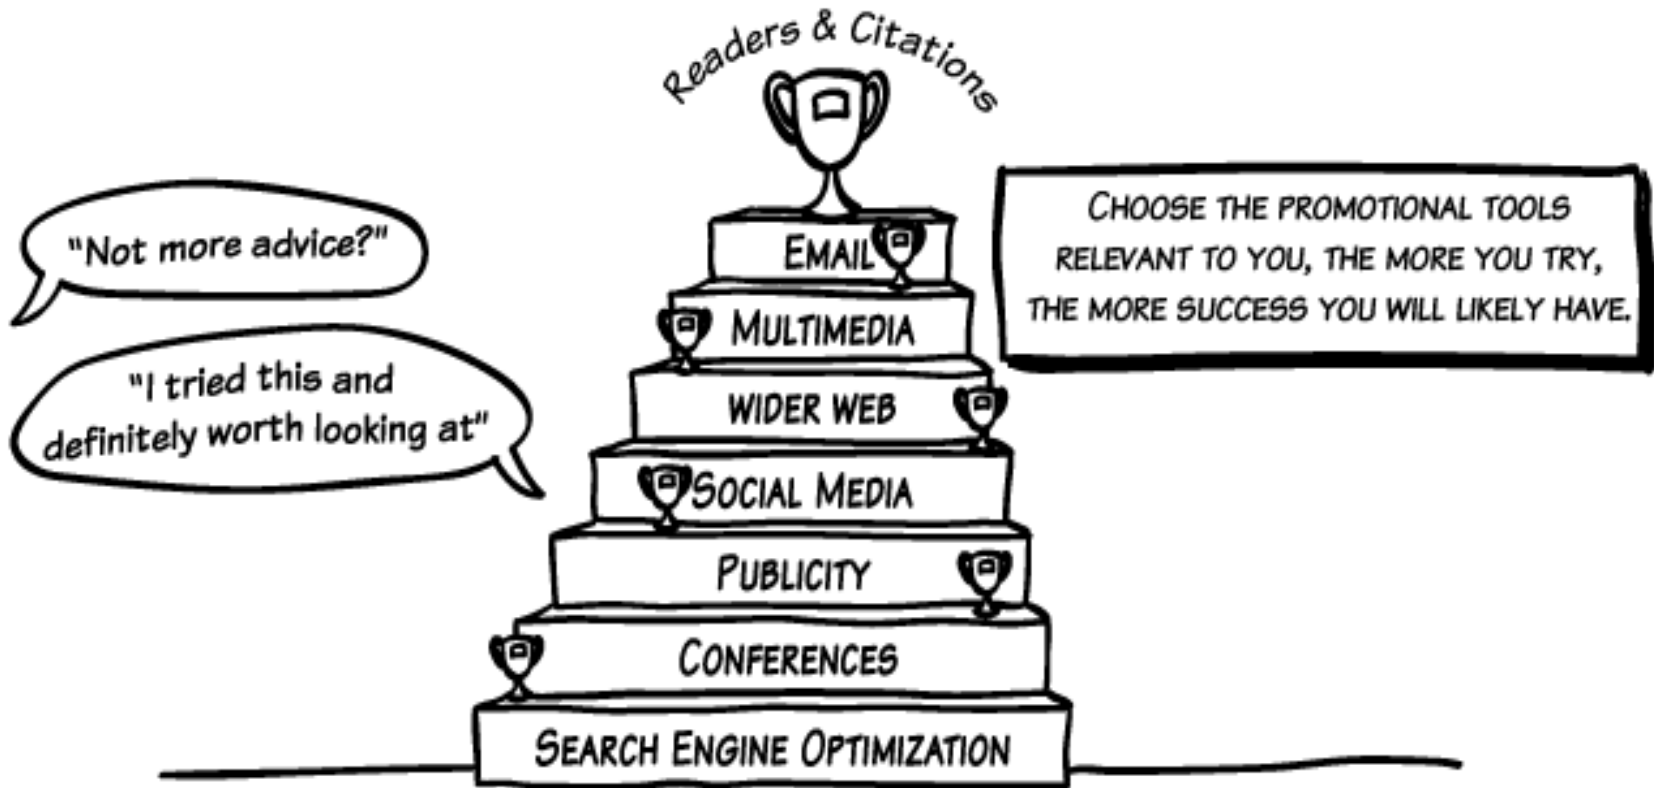 Readers & Citations
"Not more advice?"
"I tried this and
definitely worth looking at"
CHOOSE THE PROMOTIONAL TOOLS
RELEVANT TO YOU, THE MORE YOU TRY,
THE MORE SUCCESS YOU WILL LIKELY HAVE.
EMAIL
MULTIMEDIA
WIDER WEB
SOCIAL MEDIA
PUBLICITY
CONFERENCES
SEARCH ENGINE OPTIMIZATION